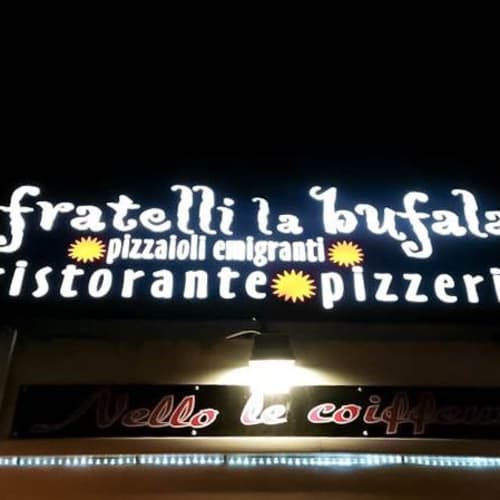 fratelli la bufala
pizzaioli emigranti
ristorante pizzeri
Nello le coiffeu